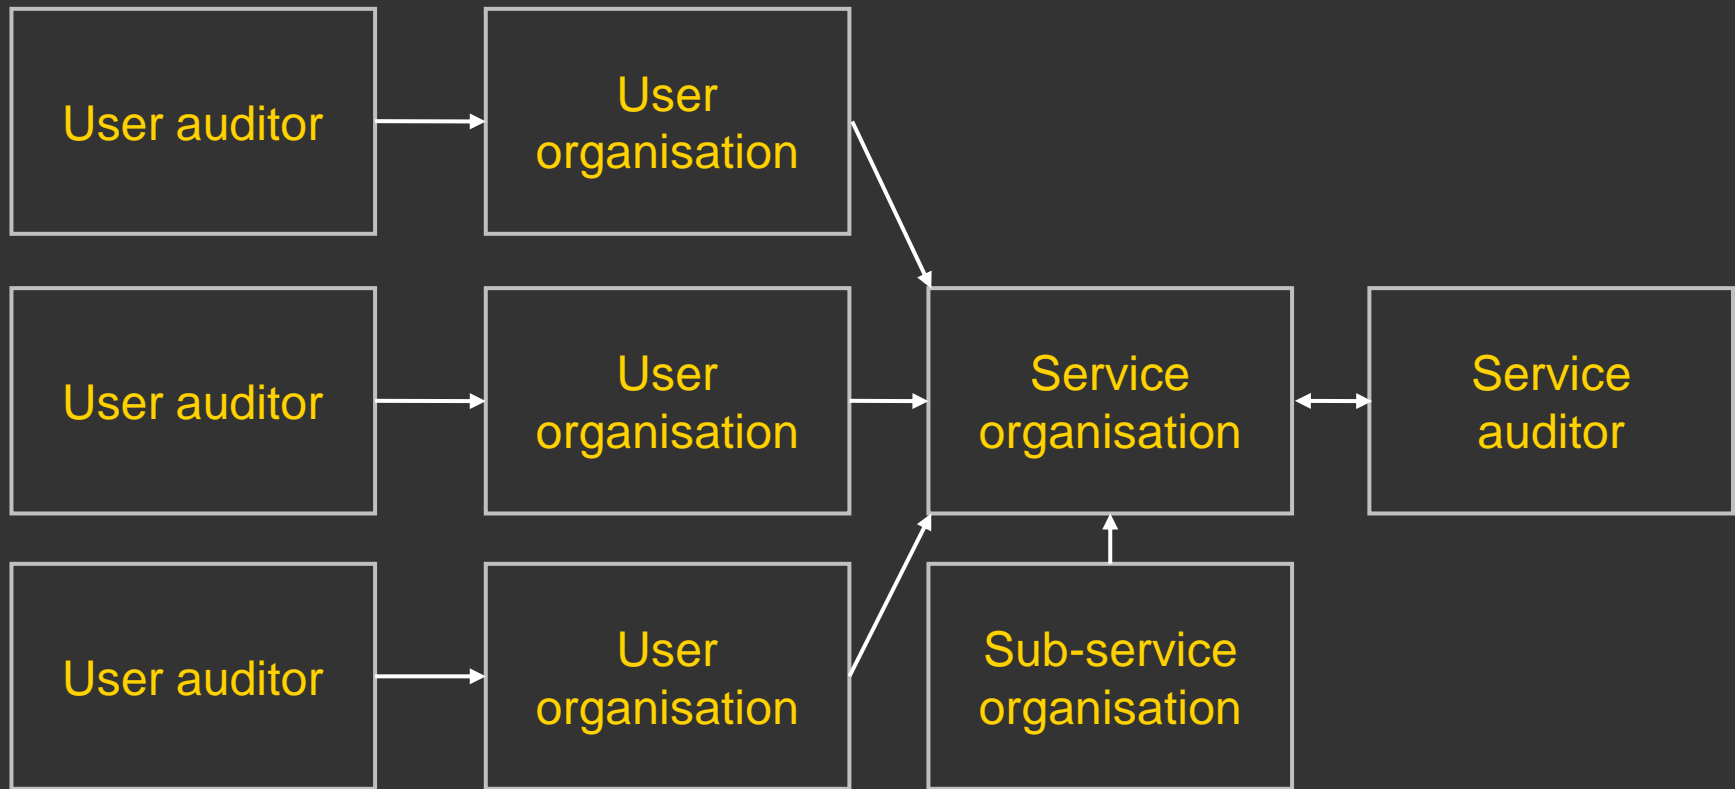 User auditor
User
organisation
User auditor
User
organisation
Service
organisation
Service
auditor
User auditor
User
organisation
Sub-service
organisation